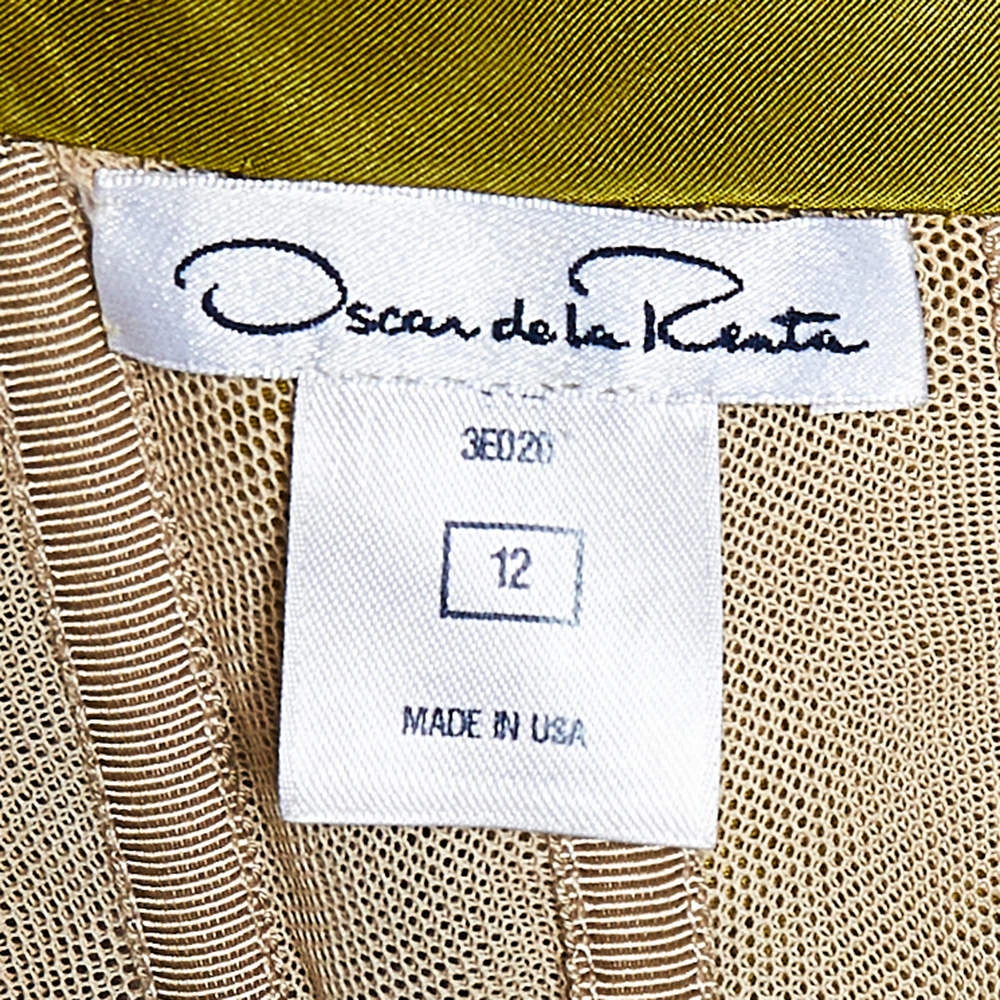 Oscar de la Renta
3E020
12
MADE IN USA